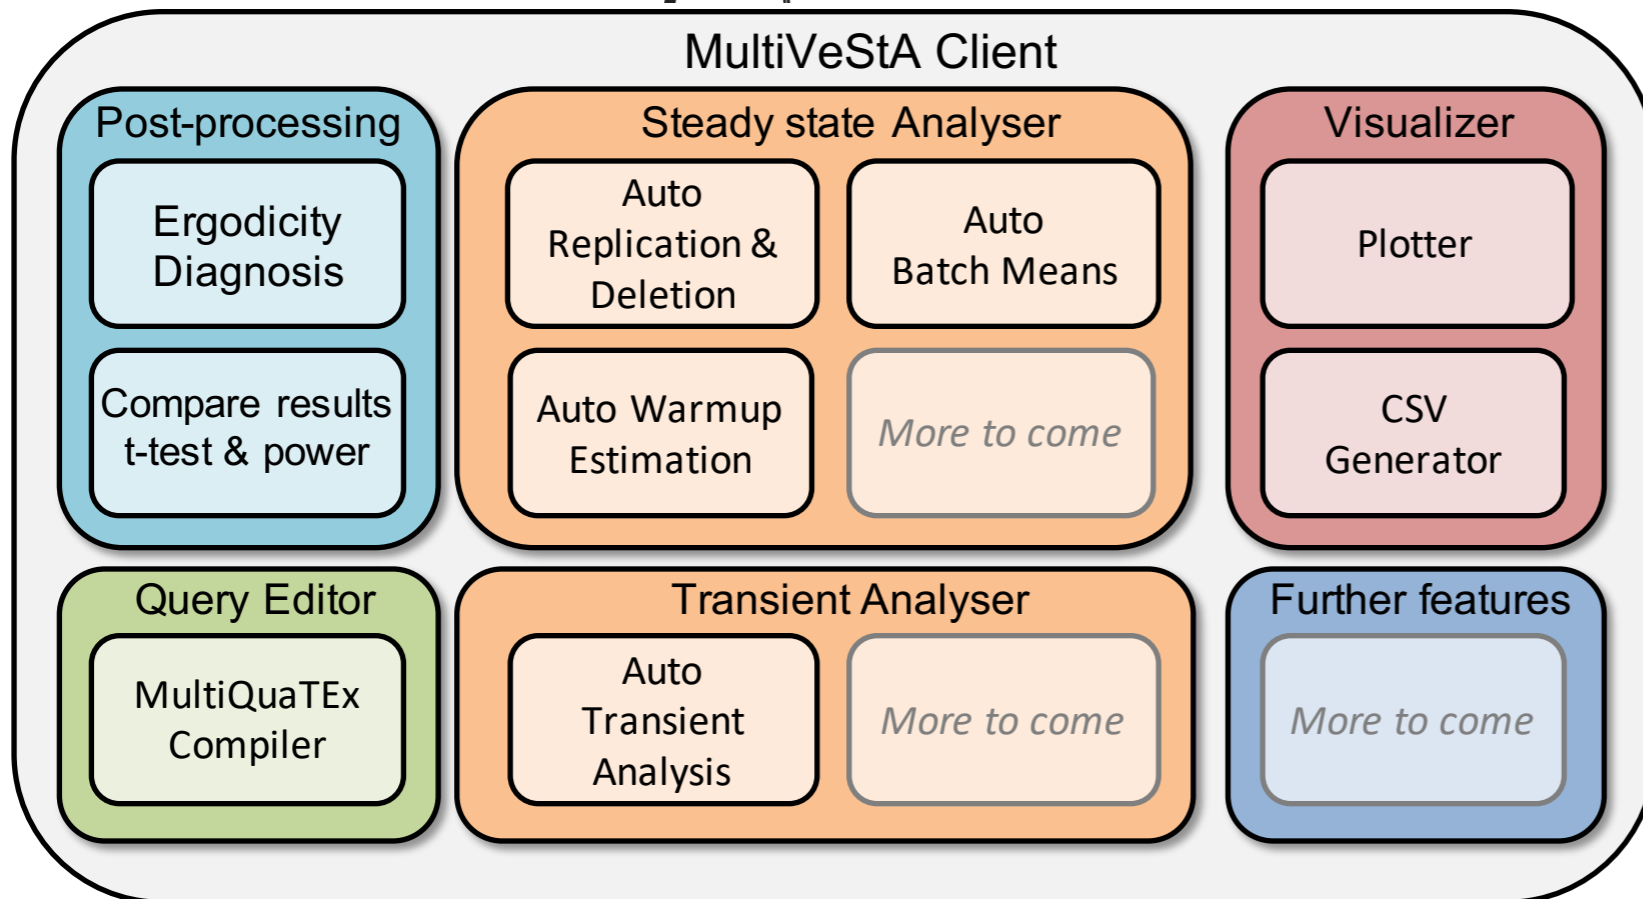 MultiVeStA Client
Post-processing
Ergodicity
Diagnosis
Compare results
t-test & power
Steady state Analyser
Auto
Replication &
Deletion
Auto
Batch Means
Auto Warmup
Estimation
More to come
Visualizer
Plotter
CSV
Generator
Query Editor
MultiQuaTEx
Compiler
Transient Analyser
Auto
Transient
Analysis
More to come
Further features
More to come